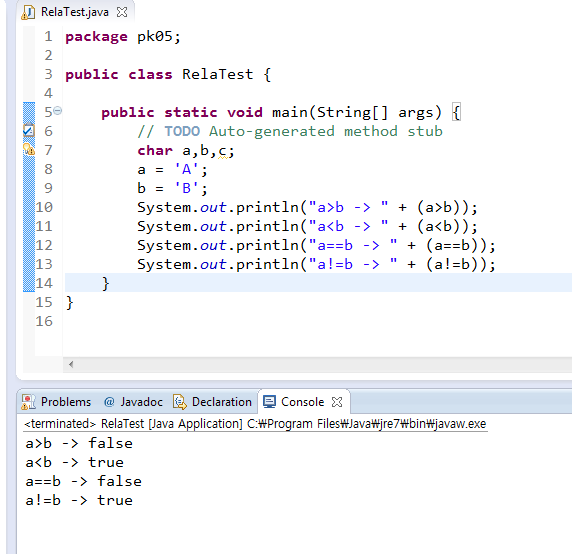 RelaTest.java
1 package pk05;
2
3 public class RelaTest {
4
5     public static void main(String[] args) {
6         // TODO Auto-generated method stub
7         char a,b,c;
8         a = 'A';
9         b = 'B';
10         System.out.println("a>b -> " + (a>b));
11         System.out.println("a<b -> " + (a<b));
12         System.out.println("a==b -> " + (a==b));
13         System.out.println("a!=b -> " + (a!=b));
14     }
15 }
16
Problems @ Javadoc Declaration Console
<terminated> RelaTest [Java Application] C:₩Program Files₩Java₩jre7₩bin₩javaw.exe
a>b -> false
a<b -> true
a==b -> false
a!=b -> true